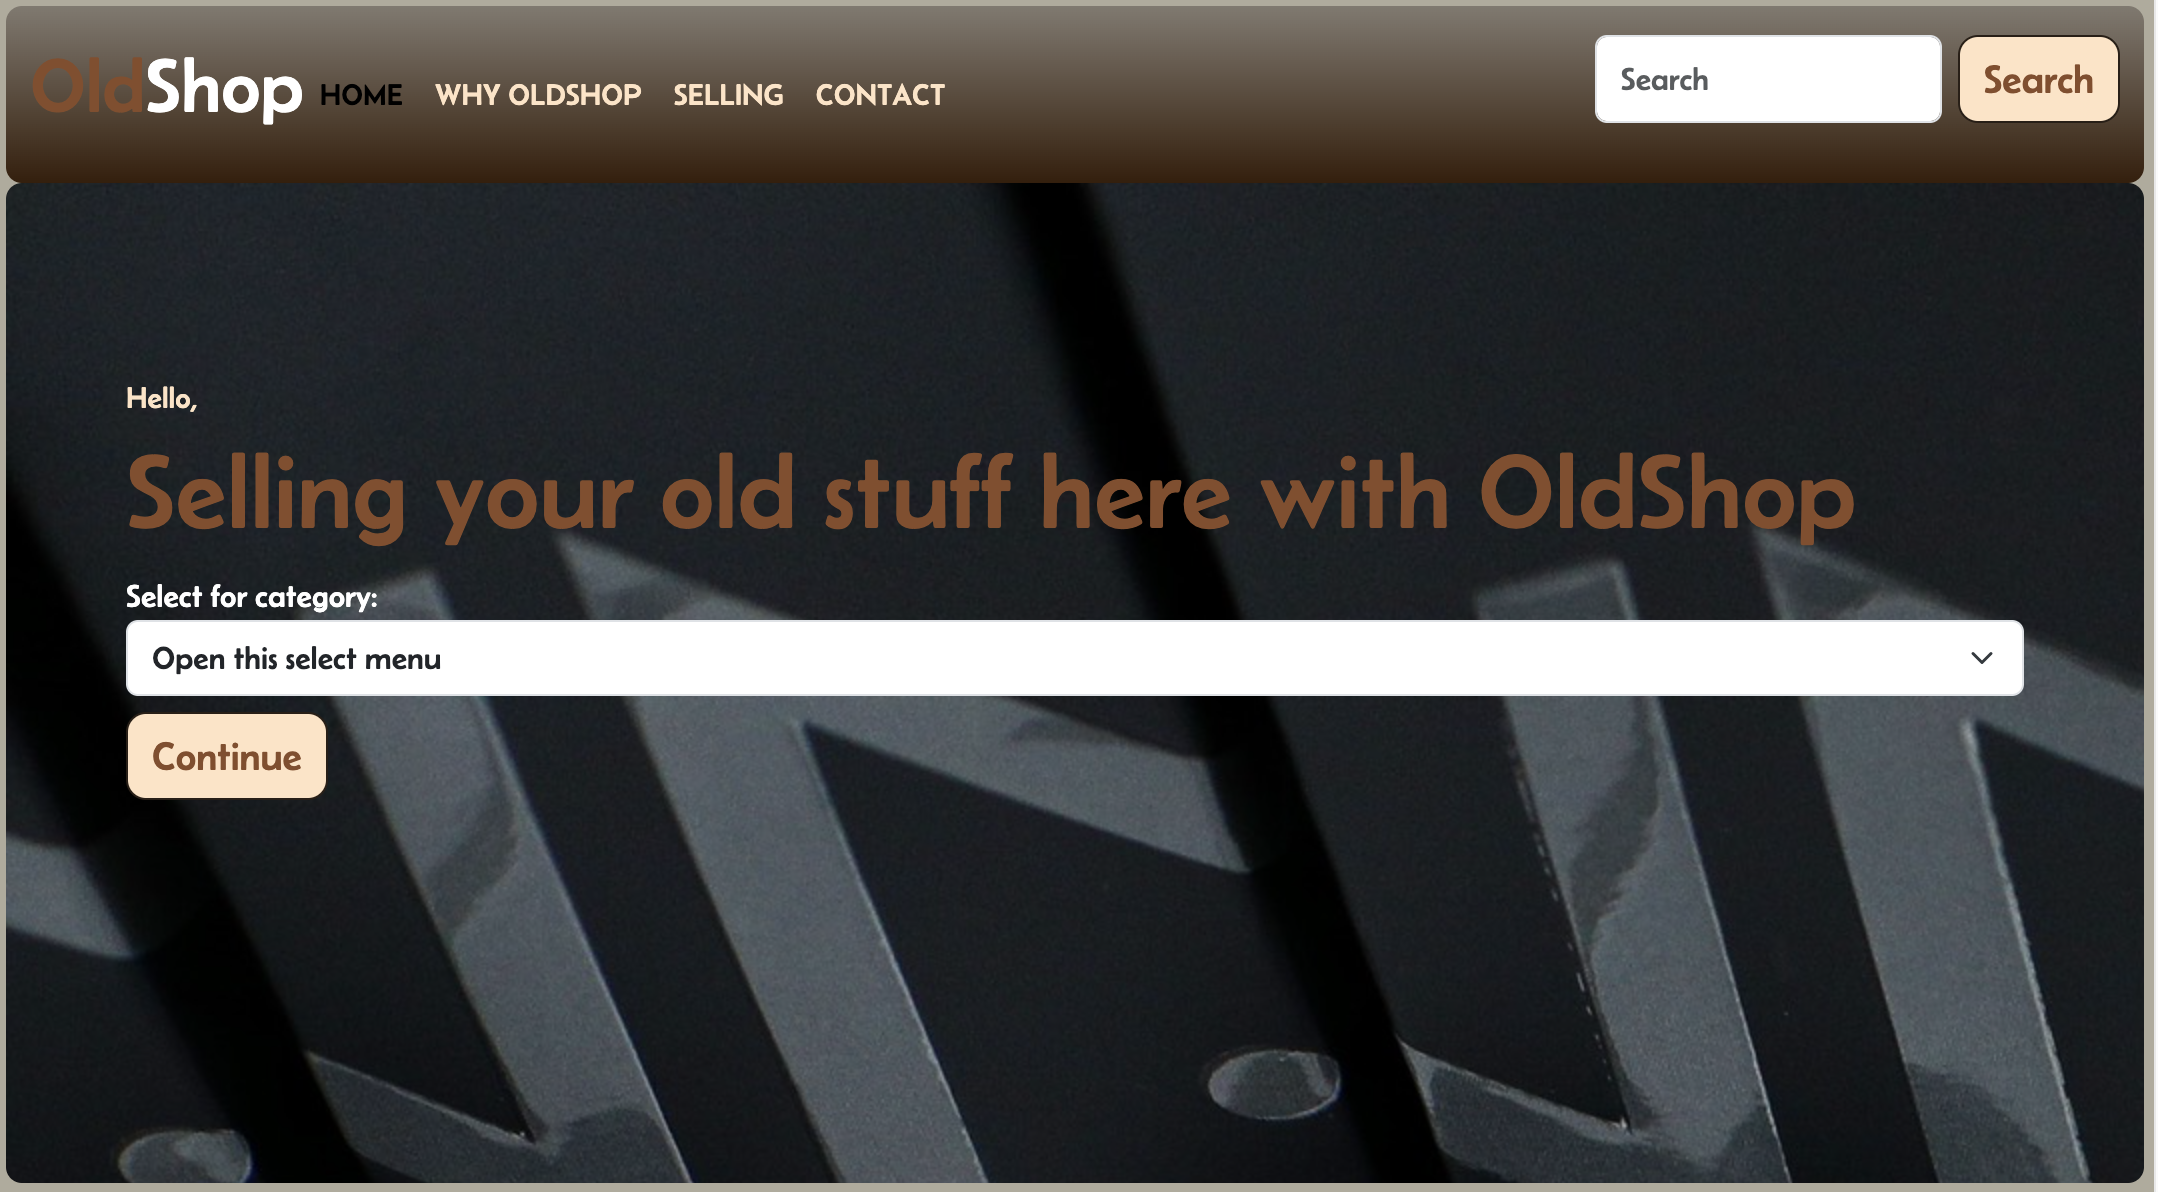 OldShop HOME WHY OLDSHOP SELLING CONTACT Search Search
Hello,
Selling your old stuff here with OldShop
Select for category:
Open this select menu
Continue